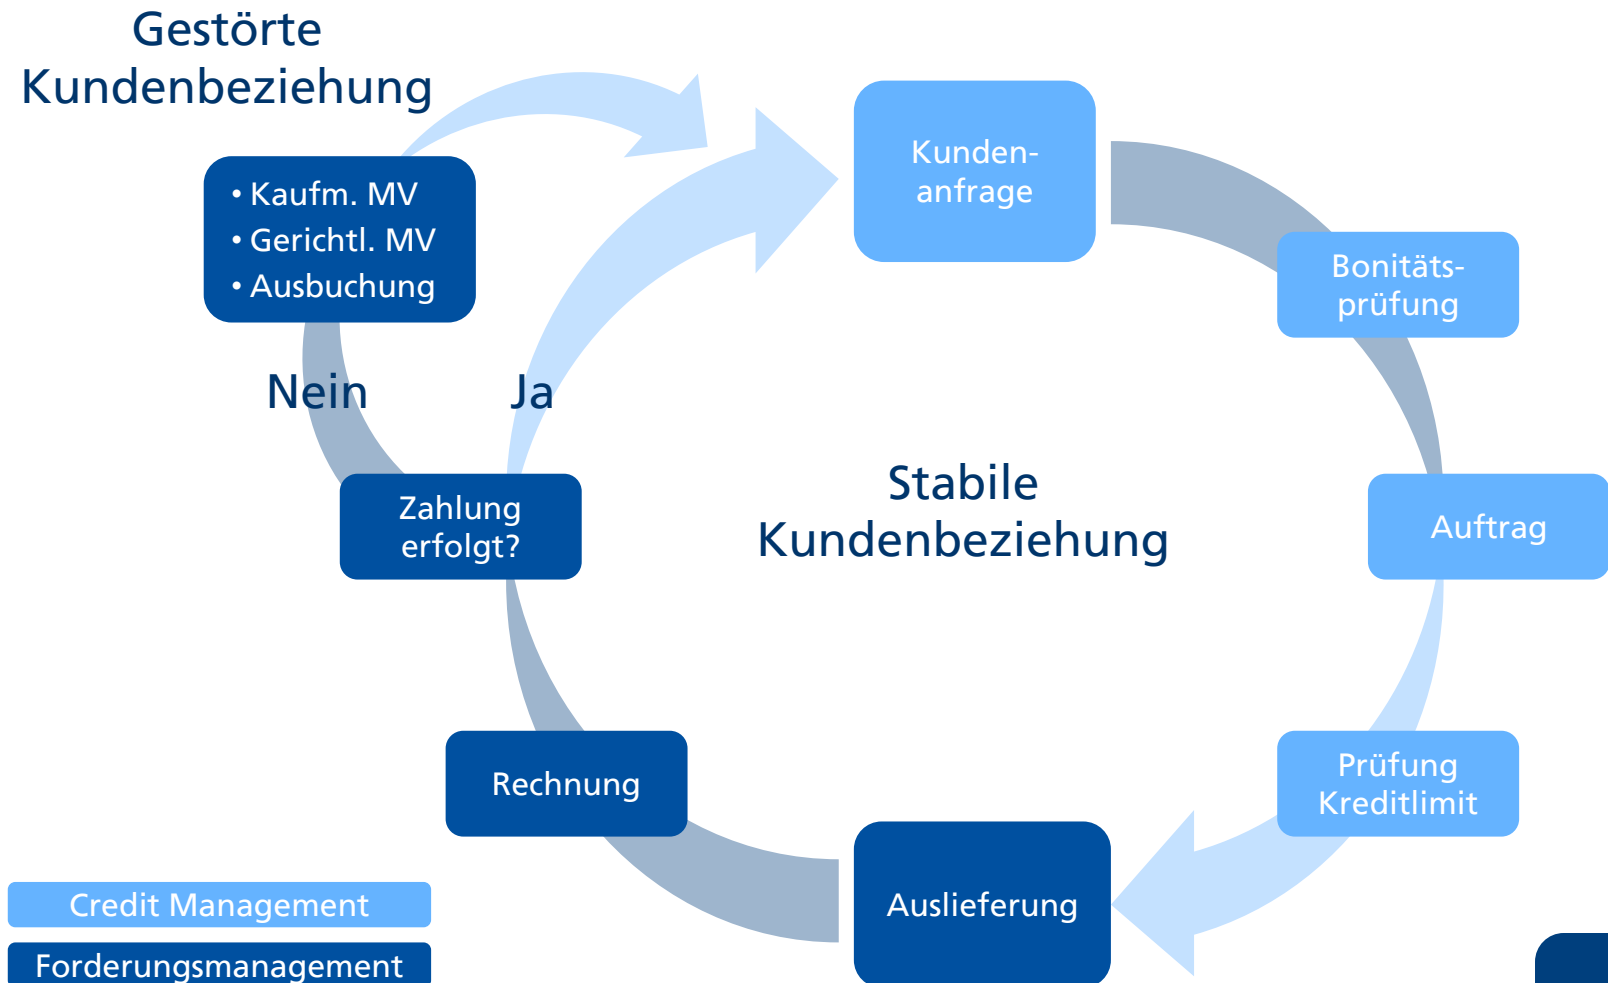 Gestörte
Kundenbeziehung
• Kaufm. MV
• Gerichtl. MV
• Ausbuchung
Nein
Ja
Kunden-
anfrage
Bonitäts-
prüfung
Auftrag
Prüfung
Kreditlimit
Auslieferung
Rechnung
Zahlung
erfolgt?
Stabile
Kundenbeziehung
Credit Management
Forderungsmanagement